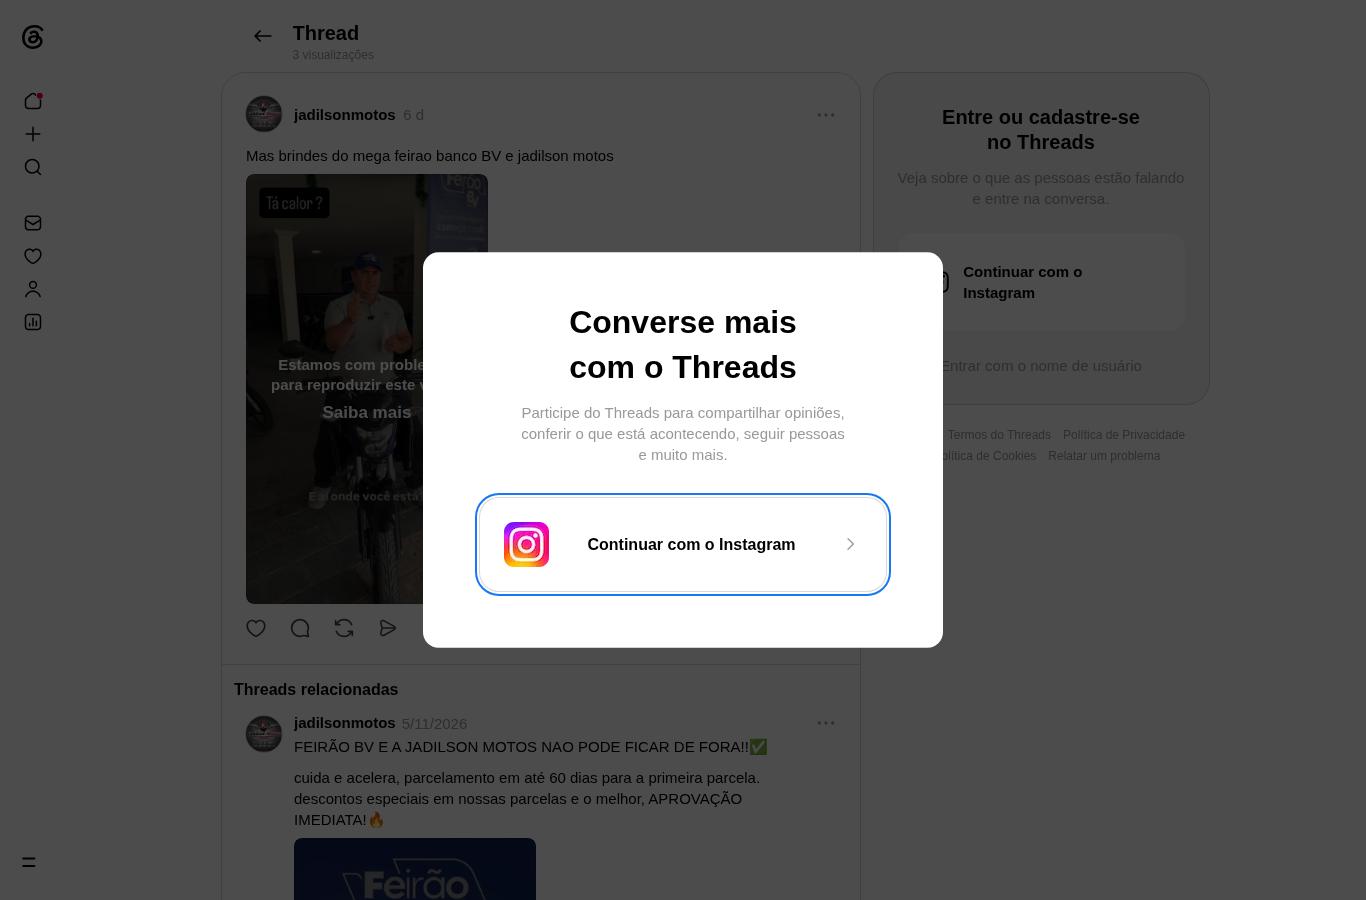 Thread
3 visualizações
jadilsonmotos 6 d
Mas brindes do mega feirao banco BV e jadilson motos
Tá calor ?
Feirão
BV
Estamos com proble
para reproduzir este v
Saiba mais
E aí onde você esta
Converse mais
com o Threads
Participe do Threads para compartilhar opiniões,
conferir o que está acontecendo, seguir pessoas
e muito mais.
Continuar com o Instagram
Entre ou cadastre-se
no Threads
Veja sobre o que as pessoas estão falando
e entre na conversa.
Continuar com o
Instagram
Entrar com o nome de usuário
Termos do Threads Política de Privacidade
lítica de Cookies Relatar um problema
Threads relacionadas
jadilsonmotos 5/11/2026
FEIRÃO BV E A JADILSON MOTOS NAO PODE FICAR DE FORA!!✅
cuida e acelera, parcelamento em até 60 dias para a primeira parcela.
descontos especiais em nossas parcelas e o melhor, APROVAÇÃO
IMEDIATA!🔥
Feirão